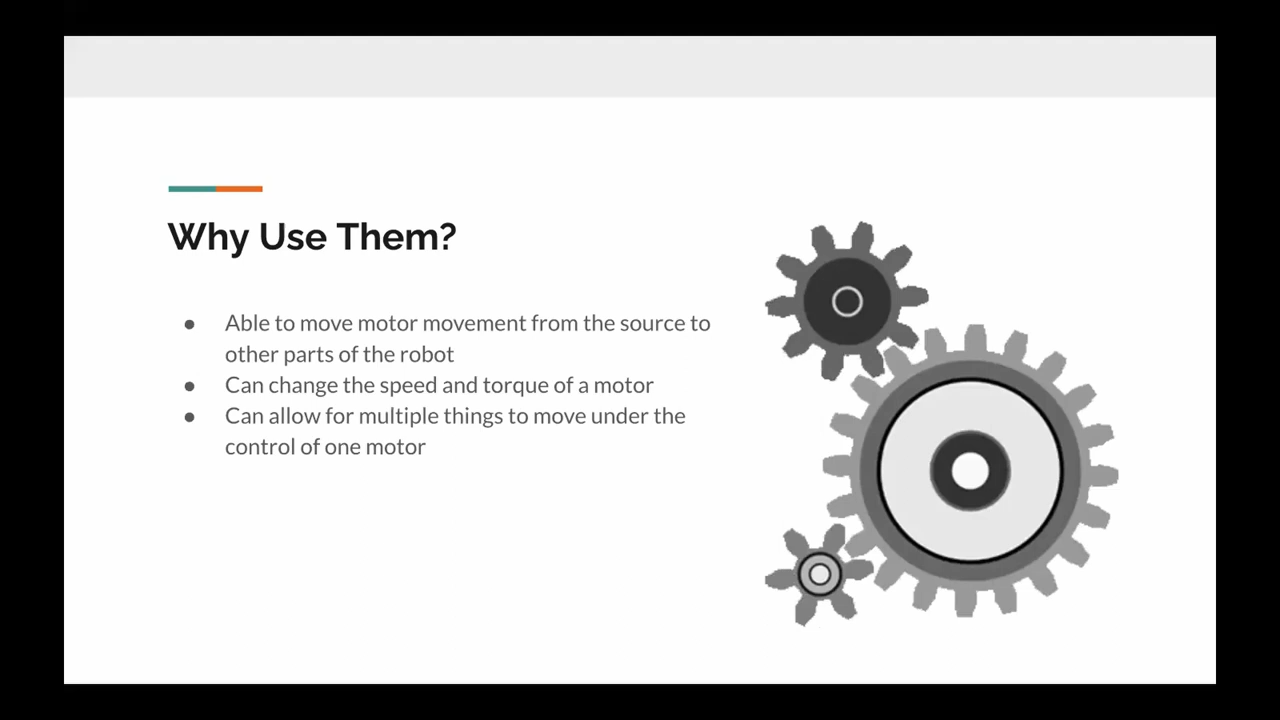 Why Use Them?
● Able to move motor movement from the source to
other parts of the robot
● Can change the speed and torque of a motor
● Can allow for multiple things to move under the
control of one motor